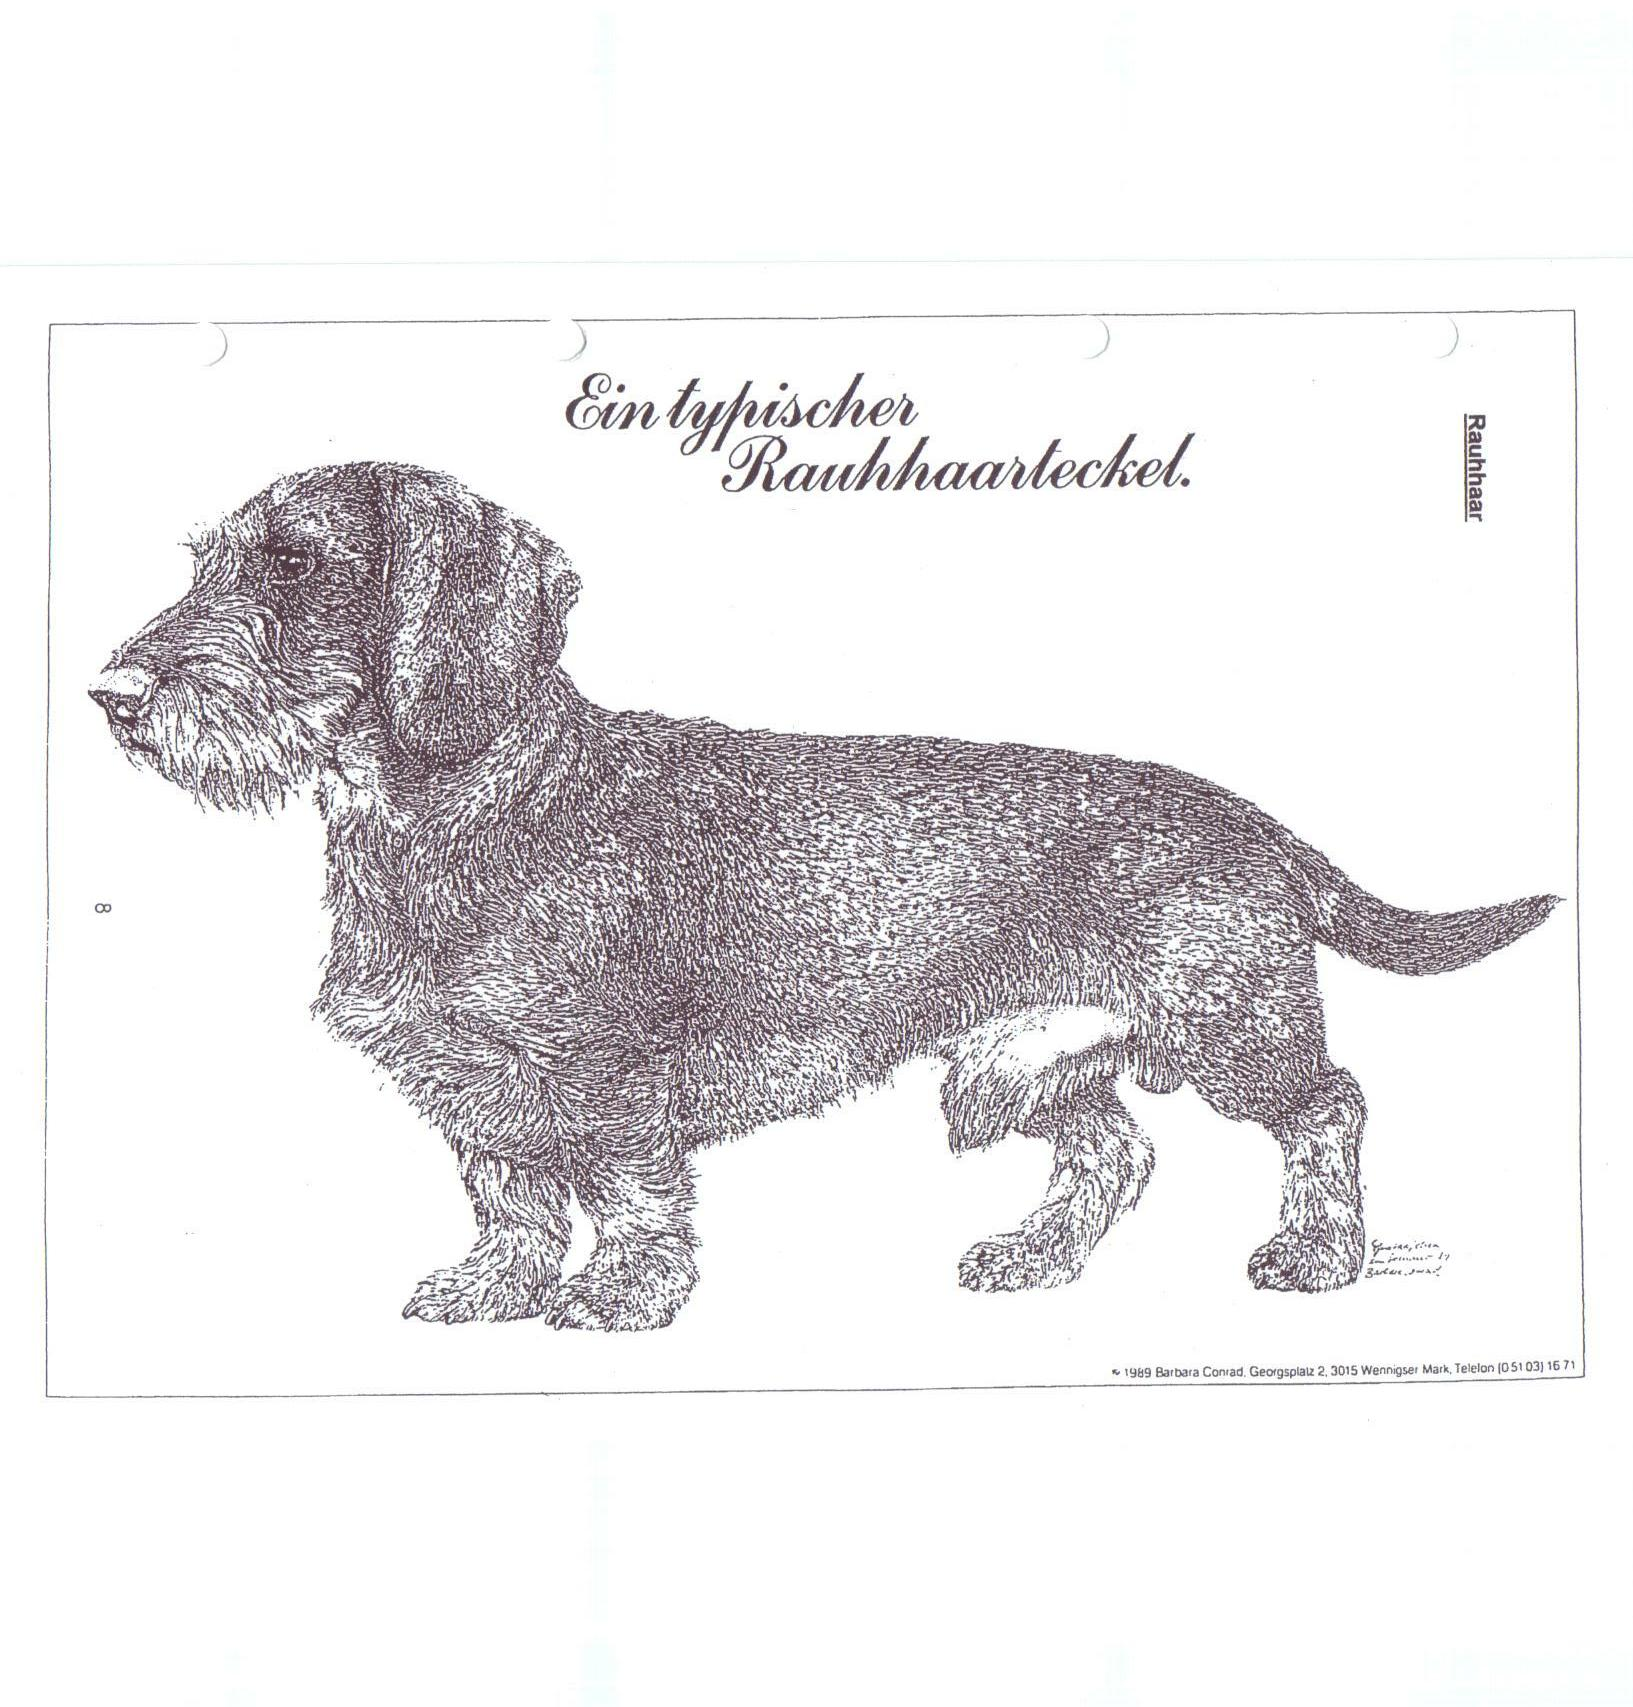 Ein typischer
Rauhhaarteckel.
Rauhhaar
8
© 1989 Barbara Conrad, Georgsplatz 2, 3015 Wennigser Mark, Telefon (0 51 03) 16 71